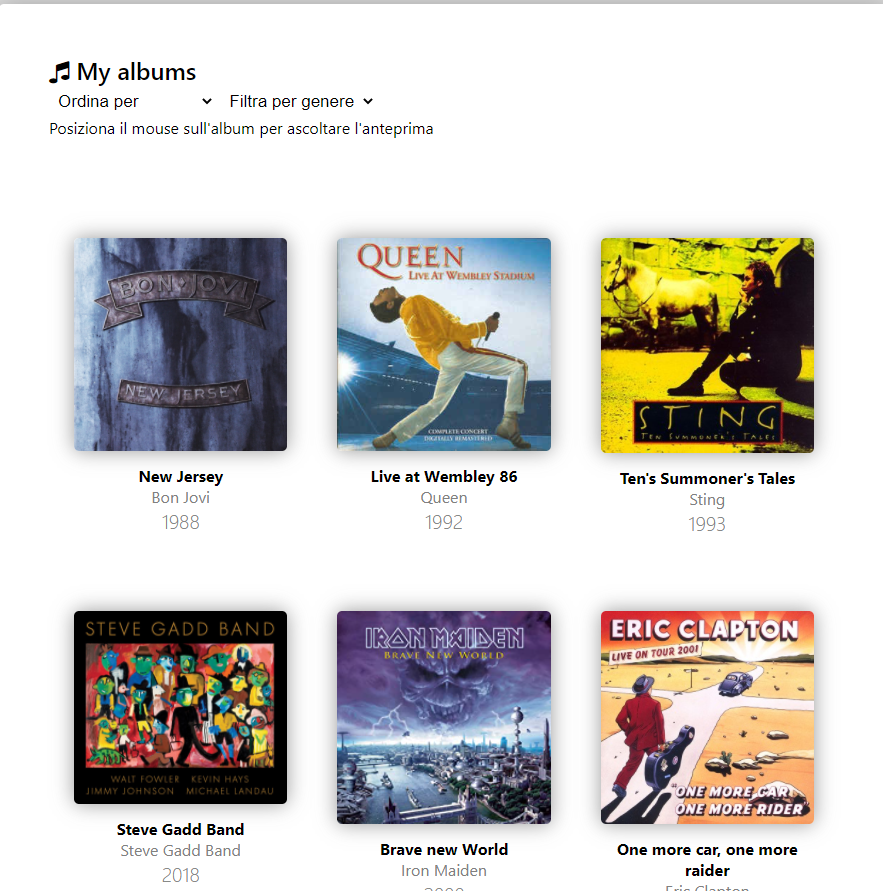 My albums
Ordina per
Filtra per genere
Posiziona il mouse sull'album per ascoltare l'anteprima
BON JOVI
NEW JERSEY
QUEEN
LIVE AT WEMBLEY STADIUM
COMPLETE CONCERT
DIGITALLY REMASTERED
STING
TEN SUMMONER'S TALES
New Jersey
Bon Jovi
1988
Live at Wembley 86
Queen
1992
Ten's Summoner's Tales
Sting
1993
STEVE GADD BAND
WALT FOWLER KEVIN HAYS
JIMMY JOHNSON MICHAEL LANDAU
IRON MAIDEN
BRAVE NEW WORLD
ERIC CLAPTON
LIVE ON TOUR 2001
"ONE MORE CAR,
ONE MORE RIDER"
Steve Gadd Band
Steve Gadd Band
2018
Brave new World
Iron Maiden
One more car, one more
raider
Eric Clapton